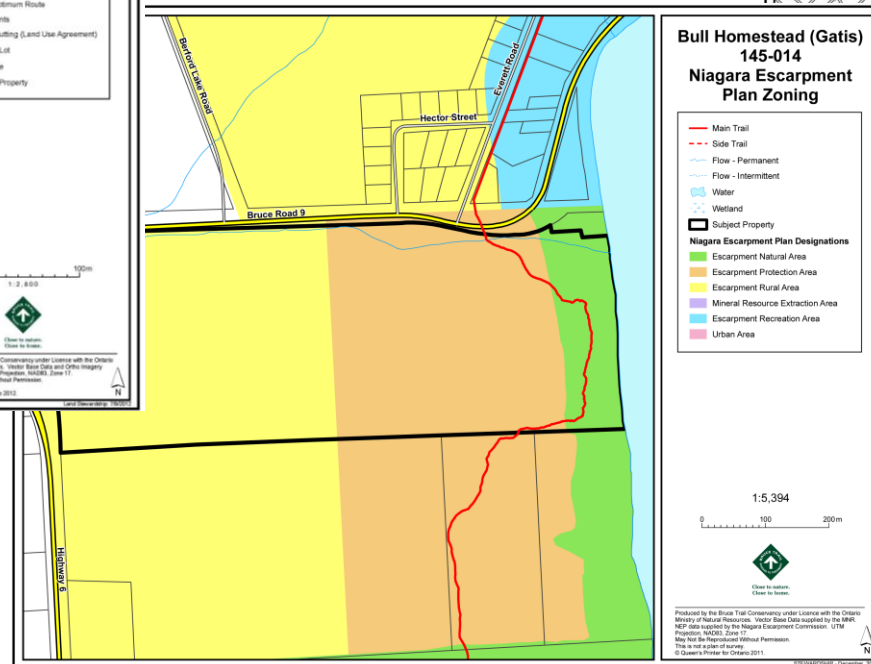 ptimum Route
nts
utting (Land Use Agreement)
Lot
e
Property
100m
1:2,800
Close to nature.
Close to home.
Conservancy under Licence with the Ontario
s. Vector Base Data and Ortho Imagery
Projection, NAD83, Zone 17.
hout Permission.
2012.
N
Berford Lake Road
Everett Road
Hector Street
Bruce Road 9
Highway 6
Bull Homestead (Gatis)
145-014
Niagara Escarpment
Plan Zoning
Main Trail
Side Trail
Flow - Permanent
Flow - Intermittent
Water
Wetland
Subject Property
Niagara Escarpment Plan Designations
Escarpment Natural Area
Escarpment Protection Area
Escarpment Rural Area
Mineral Resource Extraction Area
Escarpment Recreation Area
Urban Area
1:5,394
0 100 200m
Close to nature.
Close to home.
Produced by the Bruce Trail Conservancy under Licence with the Ontario
Ministry of Natural Resources. Vector Base Data supplied by the MNR.
NEP data supplied by the Niagara Escarpment Commission. UTM
Projection, NAD83, Zone 17.
May Not Be Reproduced Without Permission.
This is not a plan of survey.
© Queen's Printer for Ontario 2011.
N